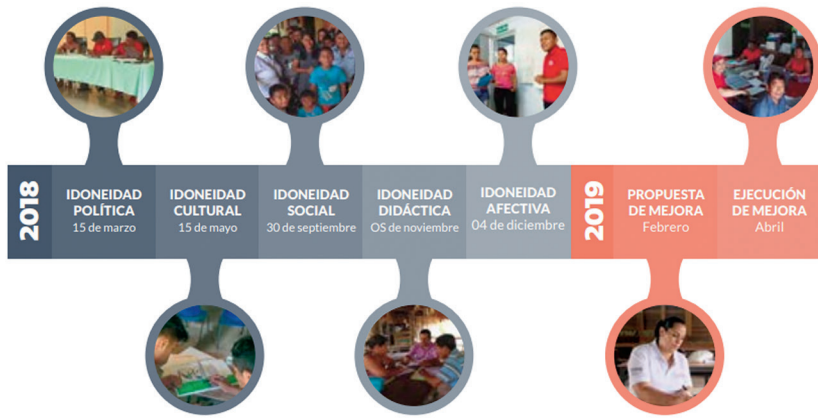 2018
IDONEIDAD
POLÍTICA
15 de marzo
IDONEIDAD
CULTURAL
15 de mayo
IDONEIDAD
SOCIAL
30 de septiembre
IDONEIDAD
DIDÁCTICA
OS de noviembre
IDONEIDAD
AFECTIVA
04 de diciembre
2019
PROPUESTA
DE MEJORA
Febrero
EJECUCIÓN
DE MEJORA
Abril